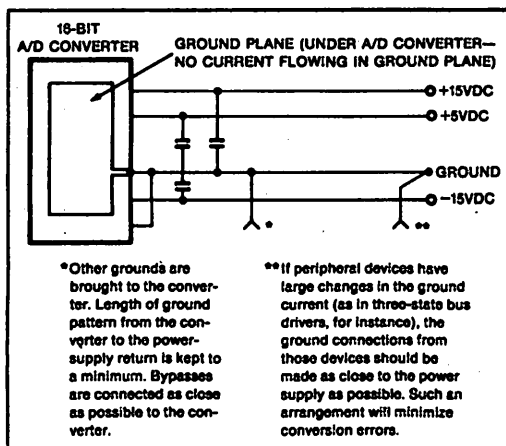 16-BIT
A/D CONVERTER
GROUND PLANE (UNDER A/D CONVERTER—
NO CURRENT FLOWING IN GROUND PLANE)
+15VDC
+5VDC
GROUND
-15VDC
*
**
*Other grounds are
brought to the conver-
ter. Length of ground
pattern from the con-
verter to the power-
supply return is kept to
a minimum. Bypasses
are connected as close
as possible to the con-
verter.
**If peripheral devices have
large changes in the ground
current (as in three-state bus
drivers, for instance), the
ground connections from
those devices should be
made as close to the power
supply as possible. Such an
arrangement will minimize
conversion errors.